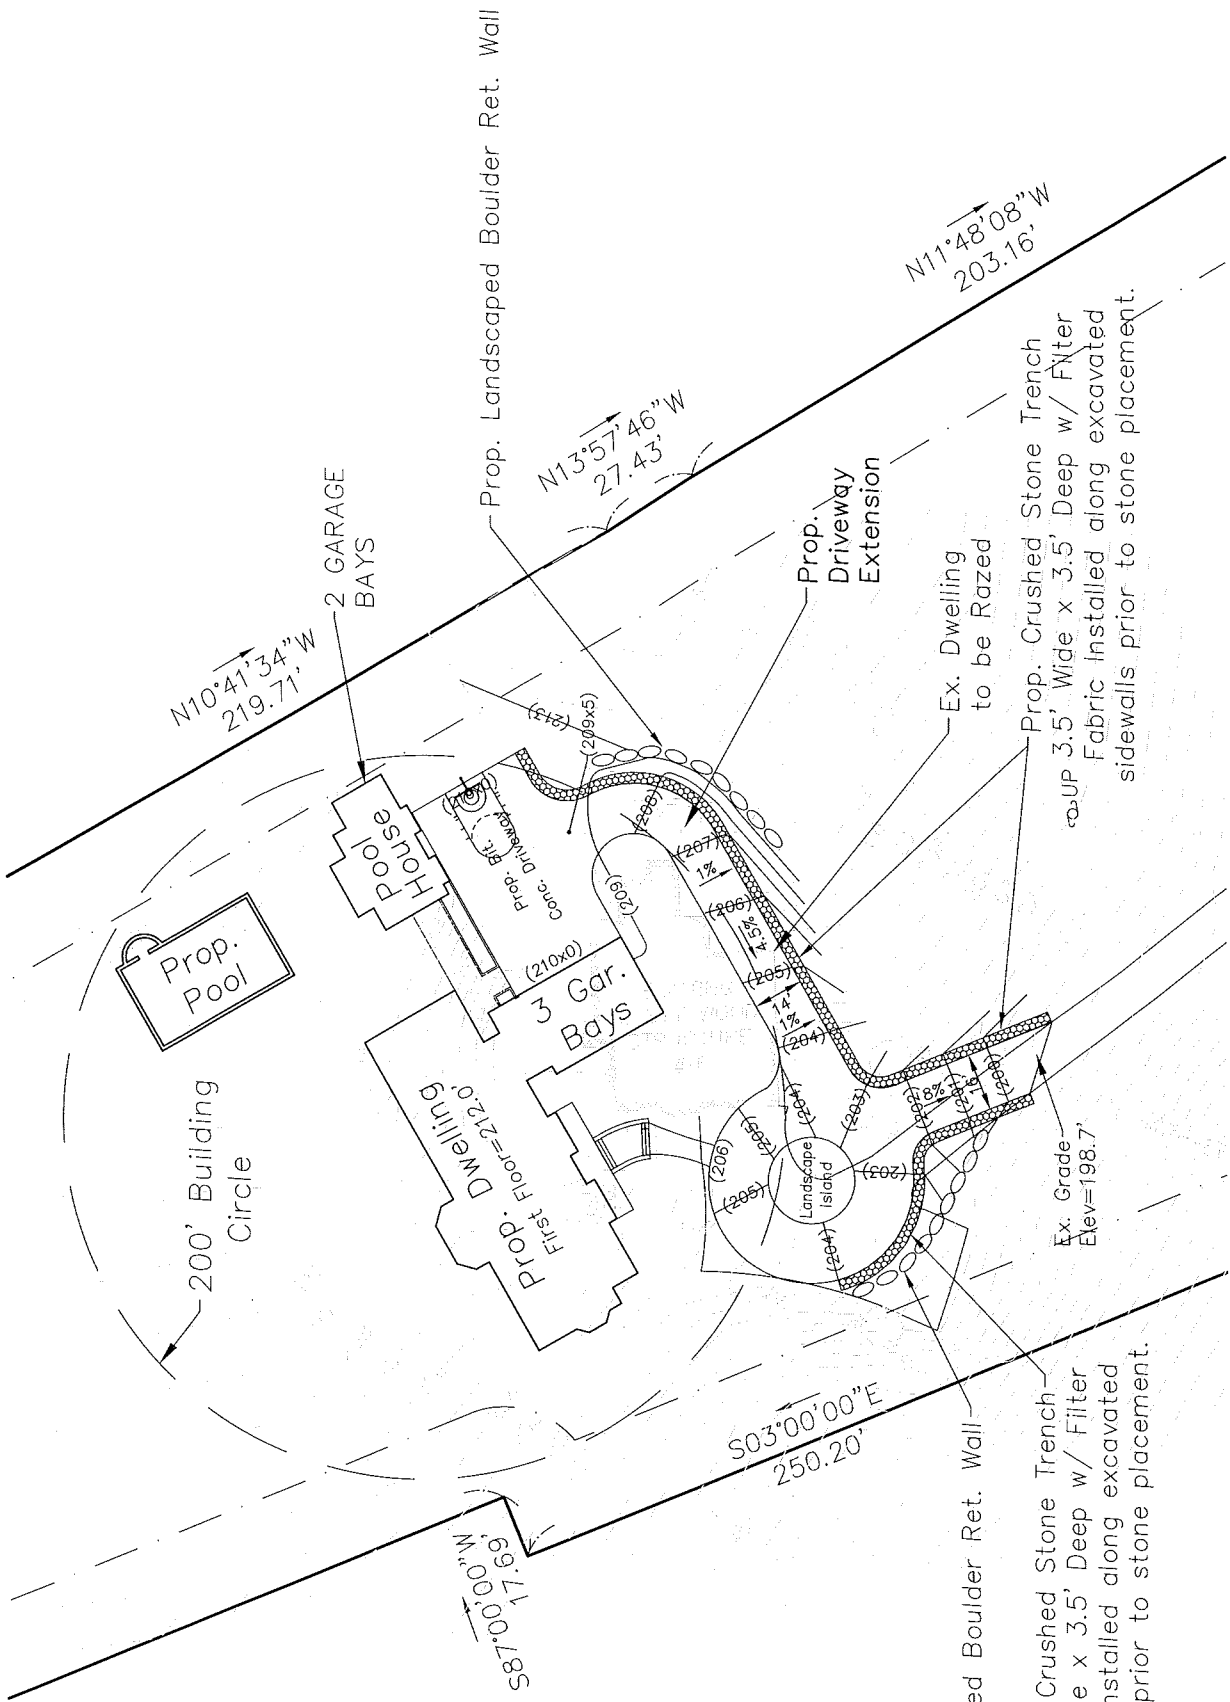 Prop. Landscaped Boulder Ret. Wall
2 GARAGE
BAYS
N10°41'34"W
219.71'
N13°57'46"W
27.43'
N11°48'08"W
203.16'
Prop.
Driveway
Extension
Ex. Dwelling
to be Razed
Prop. Crushed Stone Trench
UP 3.5' Wide x 3.5' Deep w/ Filter
Fabric Installed along excavated
sidewalls prior to stone placement.
Pool
House
Prop.
Pool
Prop. Bit.
Conc. Driveway
(213)
(209x5)
(210x0)
3 Gar.
Bays
(209)
(208)
(207)
1%
(206)
4.5%
(205)
14'
1%
(204)
200' Building
Circle
Prop. Dwelling
First Floor=212.0'
(206)
(205)
(205)
(204)
(203)
(203)
(204)
Landscape
Island
(202)
8%
(201)
16'
(200)
Ex. Grade
Elev=198.7'
S03°00'00"E
250.20'
S87°00'00"W
17.69'
ed Boulder Ret. Wall
Crushed Stone Trench
e x 3.5' Deep w/ Filter
nstalled along excavated
prior to stone placement.